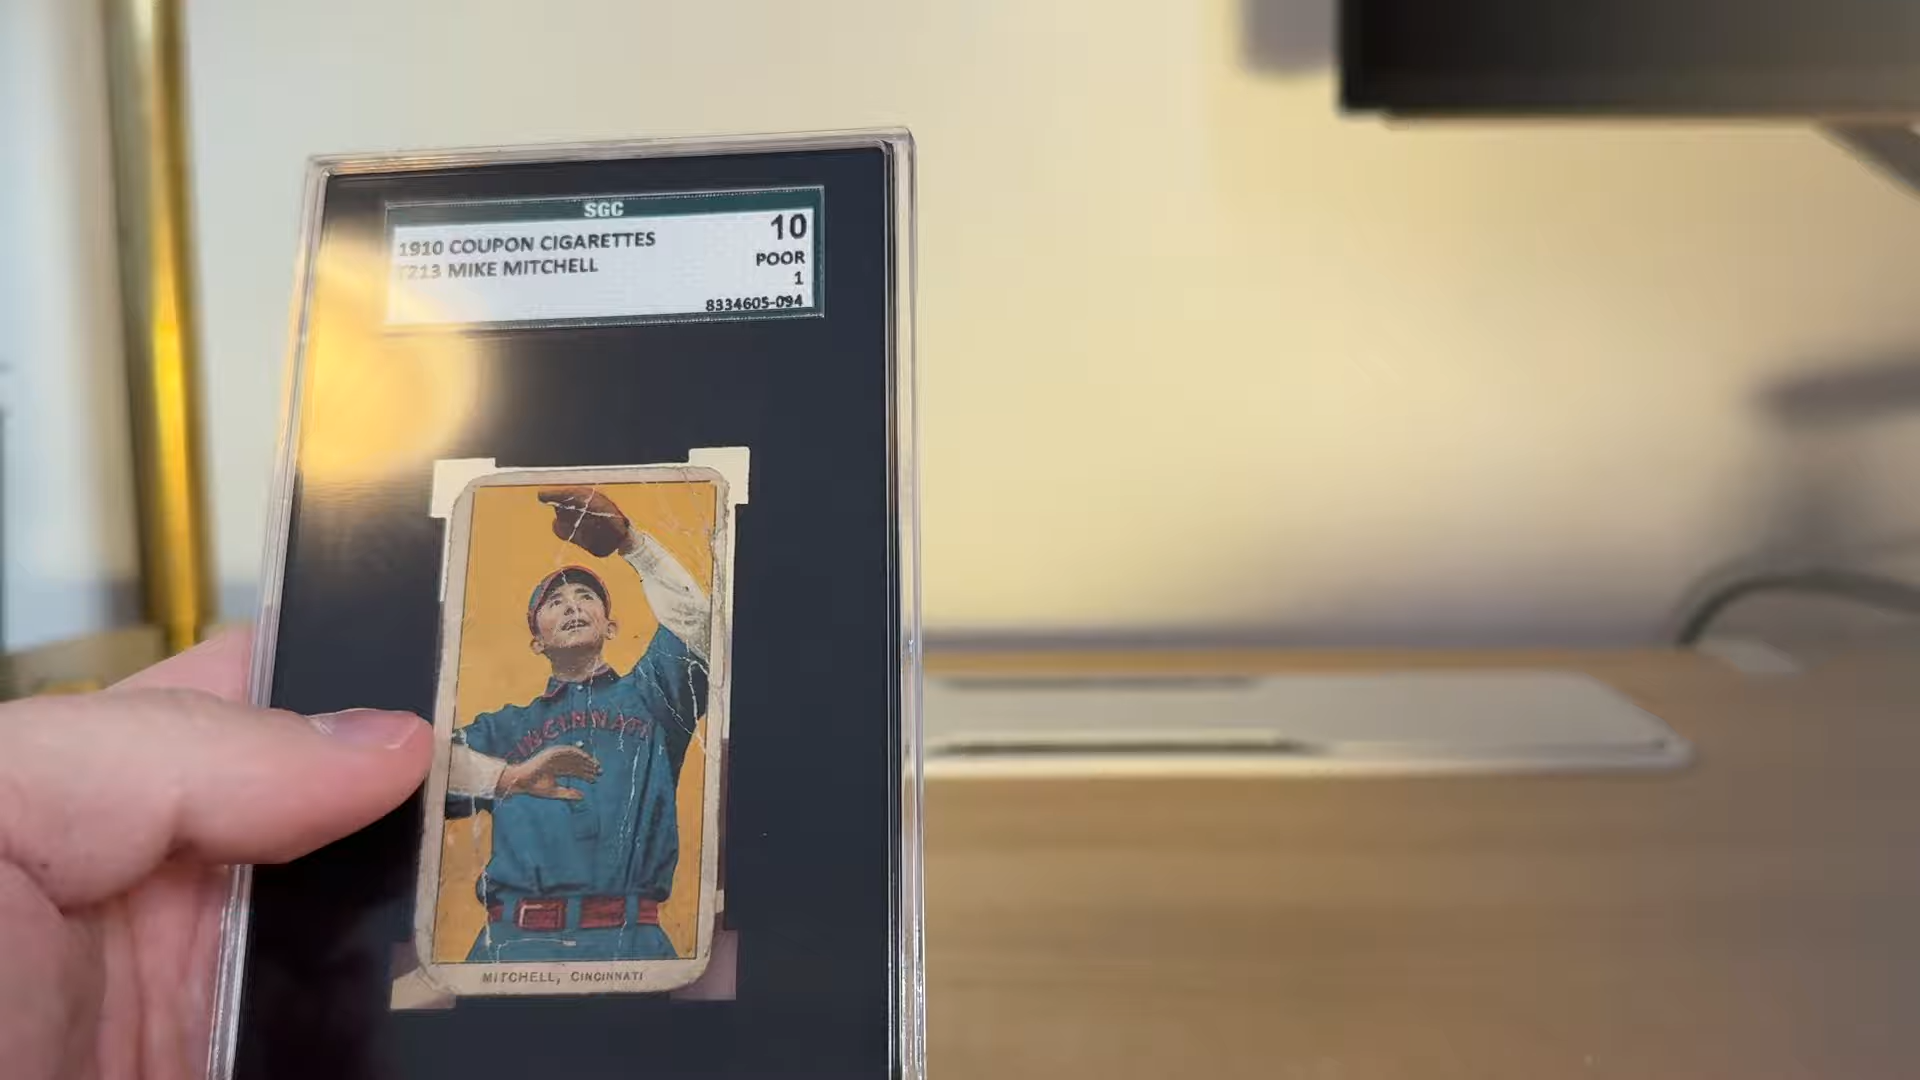 SGC
1910 COUPON CIGARETTES
T213 MIKE MITCHELL
10
POOR
1
8334605-094
CINCINNATI
MITCHELL, CINCINNATI